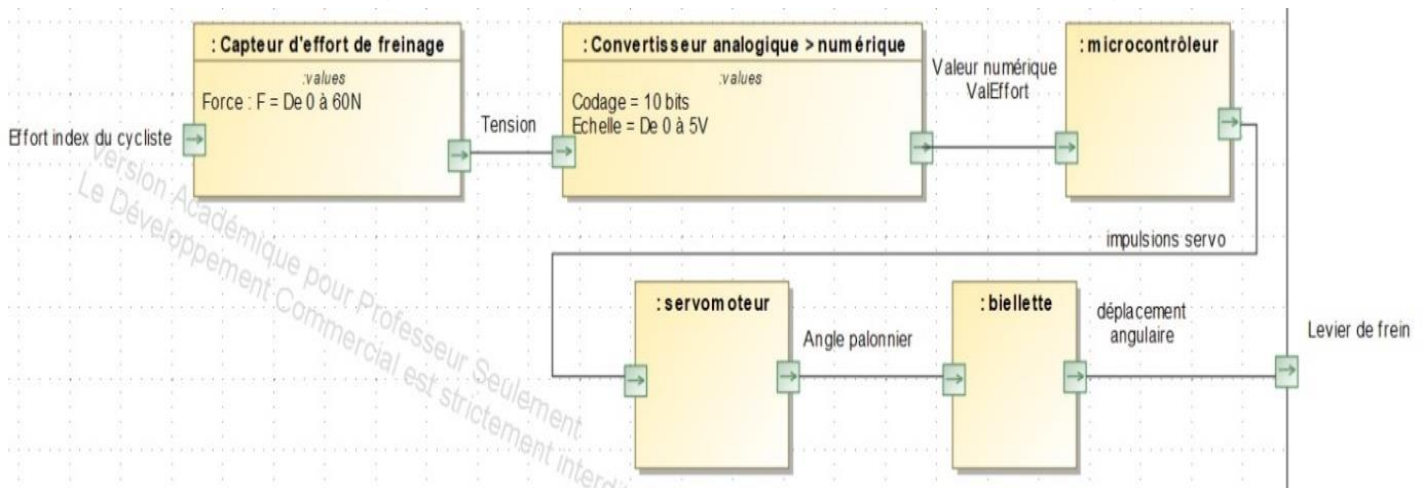 : Capteur d'effort de freinage
:values
Force : F = De 0 à 60N
Effort index du cycliste
Tension
: Convertisseur analogique > numérique
:values
Codage = 10 bits
Echelle = De 0 à 5V
Valeur numérique
ValEffort
: microcontrôleur
impulsions servo
: servomoteur
Angle palonnier
: biellette
déplacement
angulaire
Levier de frein
Version Académique pour Professeur Seulement
Le Développement Commercial est strictement